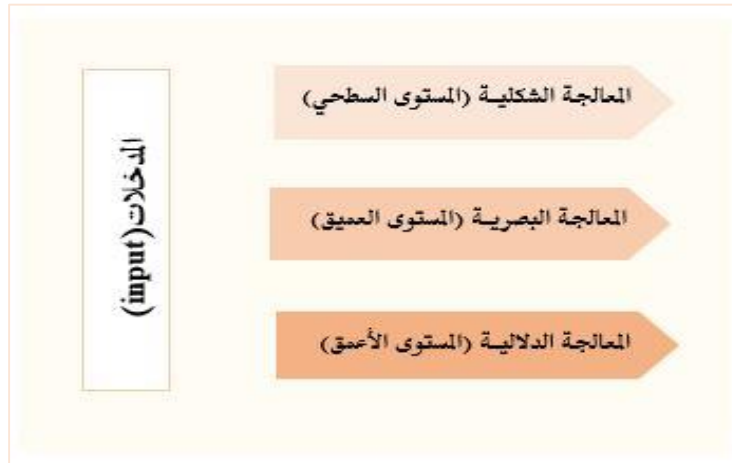 المعالجة الشكلية (المستوى السطحي)
المدخلات (input)
المعالجة البصرية (المستوى العميق)
المعالجة الدلالية (المستوى الأعمق)